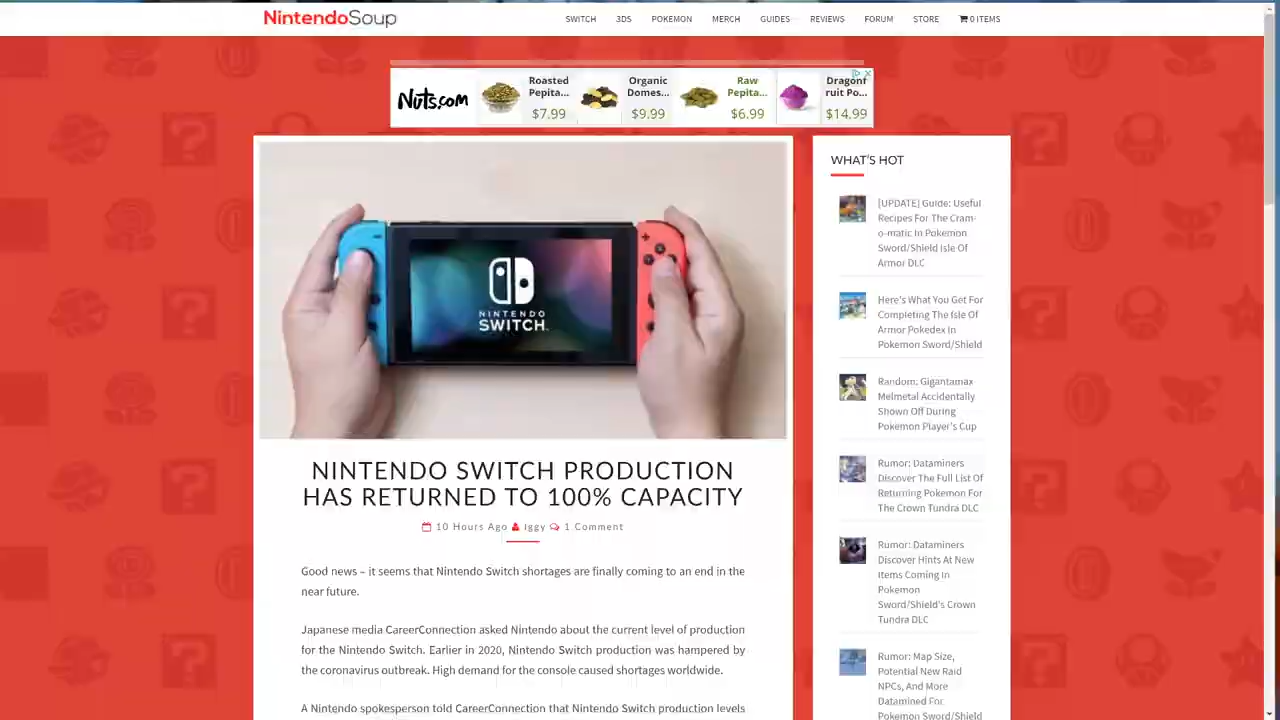 NintendoSoup
SWITCH 3DS POKEMON MERCH GUIDES REVIEWS FORUM STORE 0 ITEMS
Nuts.com
Roasted
Pepita...
$7.99
Organic
Domes...
$9.99
Raw
Pepita...
$6.99
Dragonf
ruit Po...
$14.99
NINTENDO
SWITCH
NINTENDO SWITCH PRODUCTION
HAS RETURNED TO 100% CAPACITY
10 Hours Ago Iggy 1 Comment
Good news – it seems that Nintendo Switch shortages are finally coming to an end in the
near future.
Japanese media CareerConnection asked Nintendo about the current level of production
for the Nintendo Switch. Earlier in 2020, Nintendo Switch production was hampered by
the coronavirus outbreak. High demand for the console caused shortages worldwide.
A Nintendo spokesperson told CareerConnection that Nintendo Switch production levels
WHAT'S HOT
[UPDATE] Guide: Useful
Recipes For The Cram-
o-matic In Pokemon
Sword/Shield Isle Of
Armor DLC
Here's What You Get For
Completing The Isle Of
Armor Pokedex In
Pokemon Sword/Shield
Random: Gigantamax
Melmetal Accidentally
Shown Off During
Pokemon Player's Cup
Rumor: Dataminers
Discover The Full List Of
Returning Pokemon For
The Crown Tundra DLC
Rumor: Dataminers
Discover Hints At New
Items Coming In
Pokemon
Sword/Shield's Crown
Tundra DLC
Rumor: Map Size,
Potential New Raid
NPCs, And More
Datamined For
Pokemon Sword/Shield